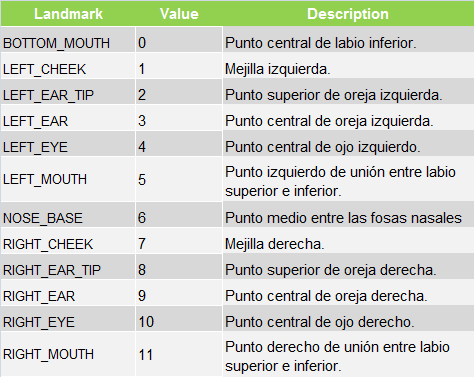 Landmark Value Description
BOTTOM_MOUTH 0 Punto central de labio inferior.
LEFT_CHEEK 1 Mejilla izquierda.
LEFT_EAR_TIP 2 Punto superior de oreja izquierda.
LEFT_EAR 3 Punto central de oreja izquierda.
LEFT_EYE 4 Punto central de ojo izquierdo.
LEFT_MOUTH 5 Punto izquierdo de unión entre labio
superior e inferior.
NOSE_BASE 6 Punto medio entre las fosas nasales
RIGHT_CHEEK 7 Mejilla derecha.
RIGHT_EAR_TIP 8 Punto superior de oreja derecha.
RIGHT_EAR 9 Punto central de oreja derecha.
RIGHT_EYE 10 Punto central de ojo derecho.
RIGHT_MOUTH 11 Punto derecho de unión entre labio
superior e inferior.